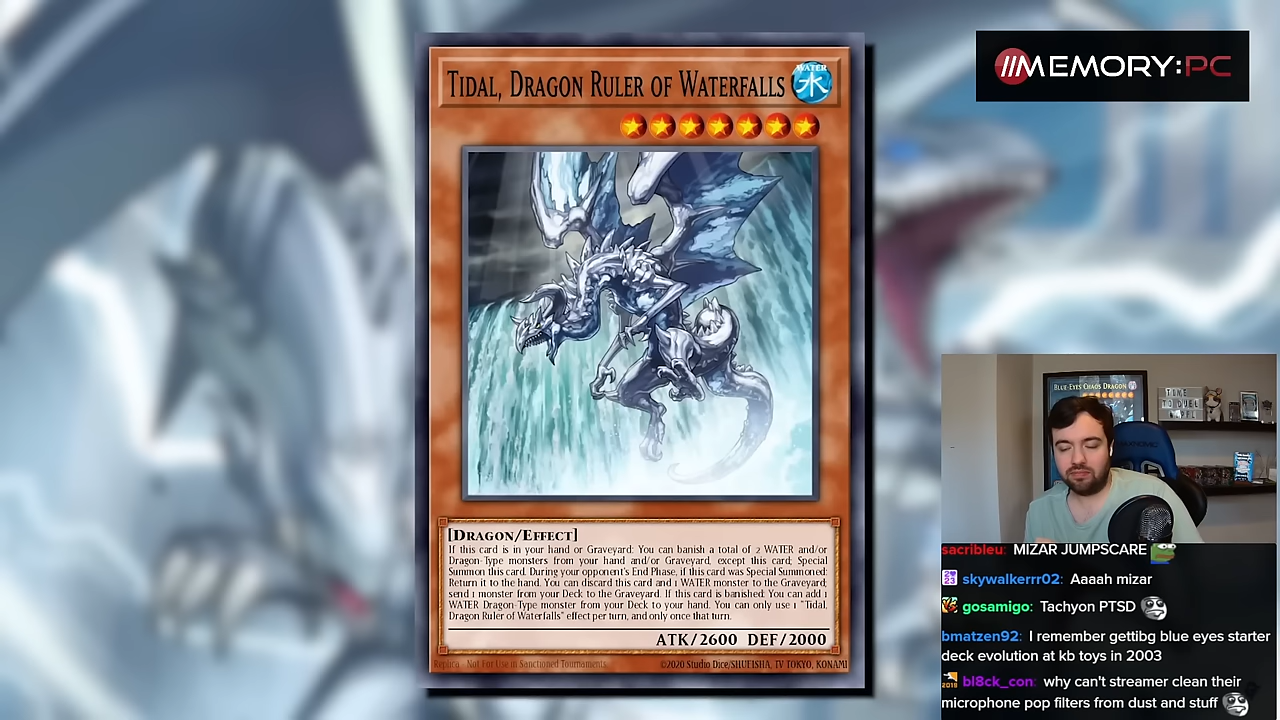 TIDAL, DRAGON RULER OF WATERFALLS
WATER
水
[DRAGON/EFFECT]
If this card is in your hand or Graveyard: You can banish a total of 2 WATER and/or
Dragon-Type monsters from your hand and/or Graveyard, except this card; Special
Summon this card. During your opponent's End Phase, if this card was Special Summoned:
Return it to the hand. You can discard this card and 1 WATER monster to the Graveyard;
send 1 monster from your Deck to the Graveyard. If this card is banished: You can add 1
WATER Dragon-Type monster from your Deck to your hand. You can only use 1 "Tidal,
Dragon Ruler of Waterfalls" effect per turn, and only once that turn.
ATK/2600 DEF/2000
Replica - Not For Use in Sanctioned Tournaments
©2020 Studio Dice/SHUEISHA, TV TOKYO, KONAMI
MEMORY:PC
BLUE-EYES CHAOS DRAGON
TIME
TO DUEL
sacribleu: MIZAR JUMPSCARE
skywalkerrr02: Aaaah mizar
gosamigo: Tachyon PTSD
bmatzen92: I remember gettibg blue eyes starter
deck evolution at kb toys in 2003
bl8ck_con: why can't streamer clean their
microphone pop filters from dust and stuff